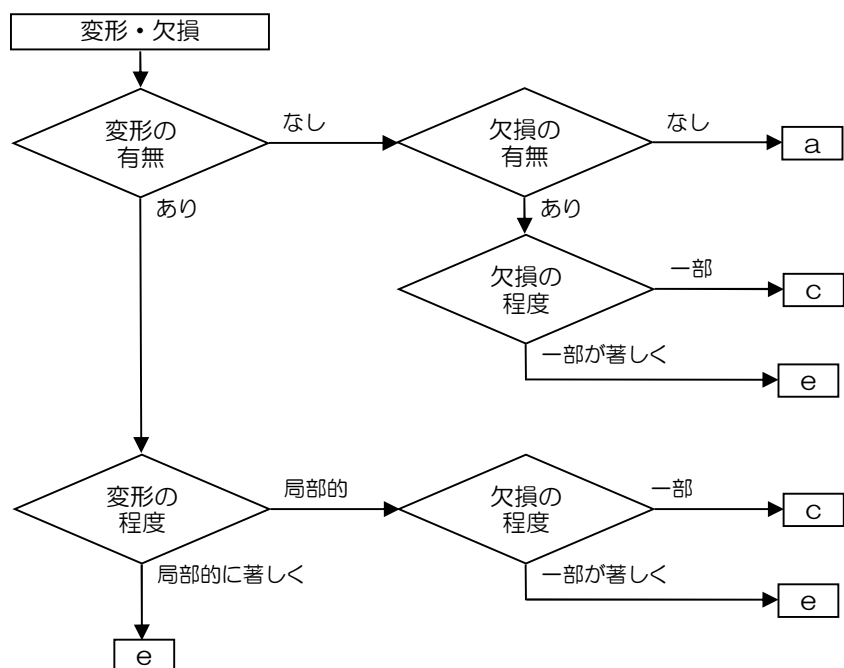 変形・欠損
変形の
有無
なし
欠損の
有無
なし
a
あり
あり
欠損の
程度
一部
c
一部が著しく
e
変形の
程度
局部的
欠損の
程度
一部
c
局部的に著しく
一部が著しく
e
e